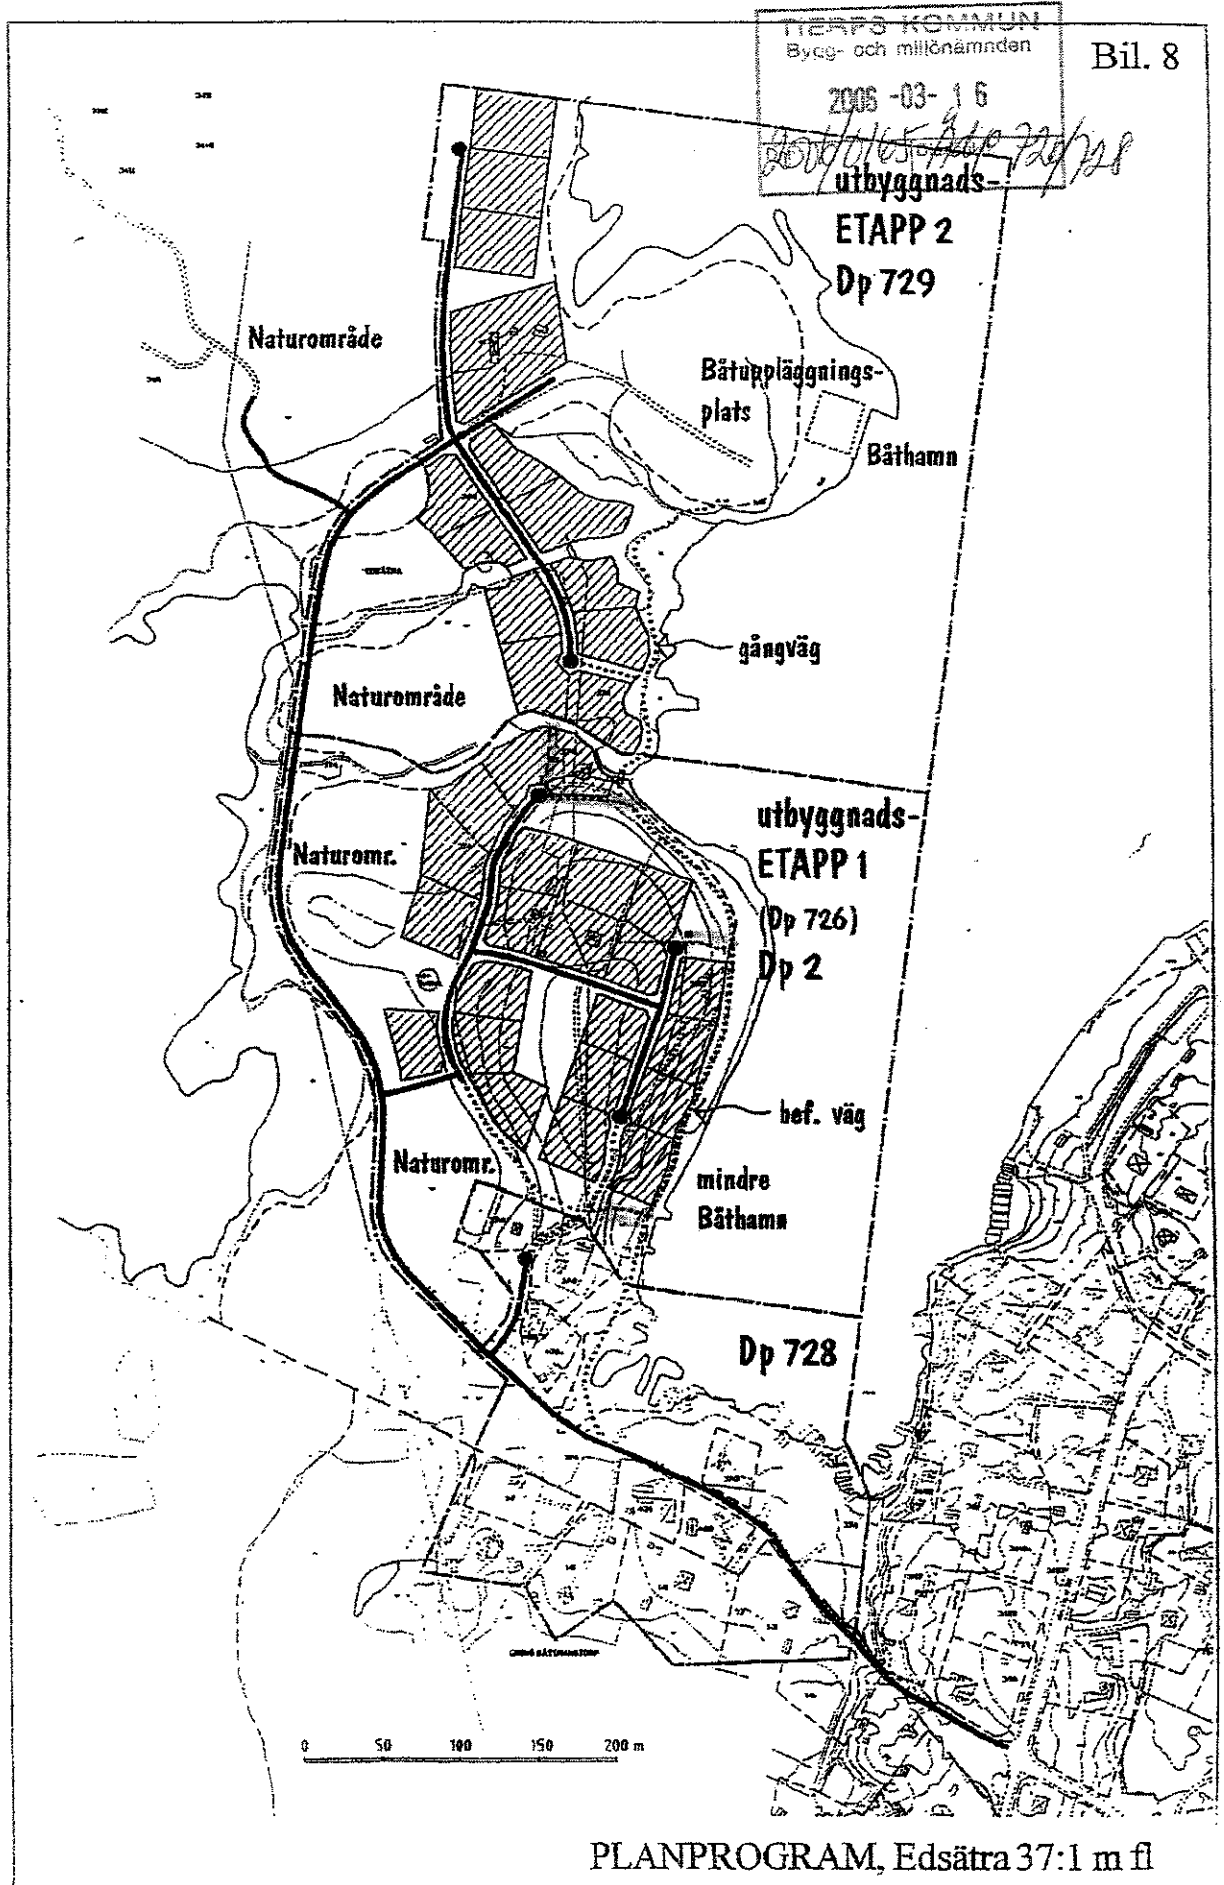 TIERPS KOMMUN
Bygg- och miljönämnden
2006 -03- 16
Bil. 8
utbyggnads-
ETAPP 2
Dp 729
Naturområde
Båtuppläggnings-
plats
Båthamn
gångväg
Naturområde
utbyggnads-
ETAPP 1
(Dp 726)
Dp 2
Naturomr.
bef. väg
Naturomr.
mindre
Båthamn
Dp 728
0 50 100 150 200 m
PLANPROGRAM, Edsätra 37:1 m fl